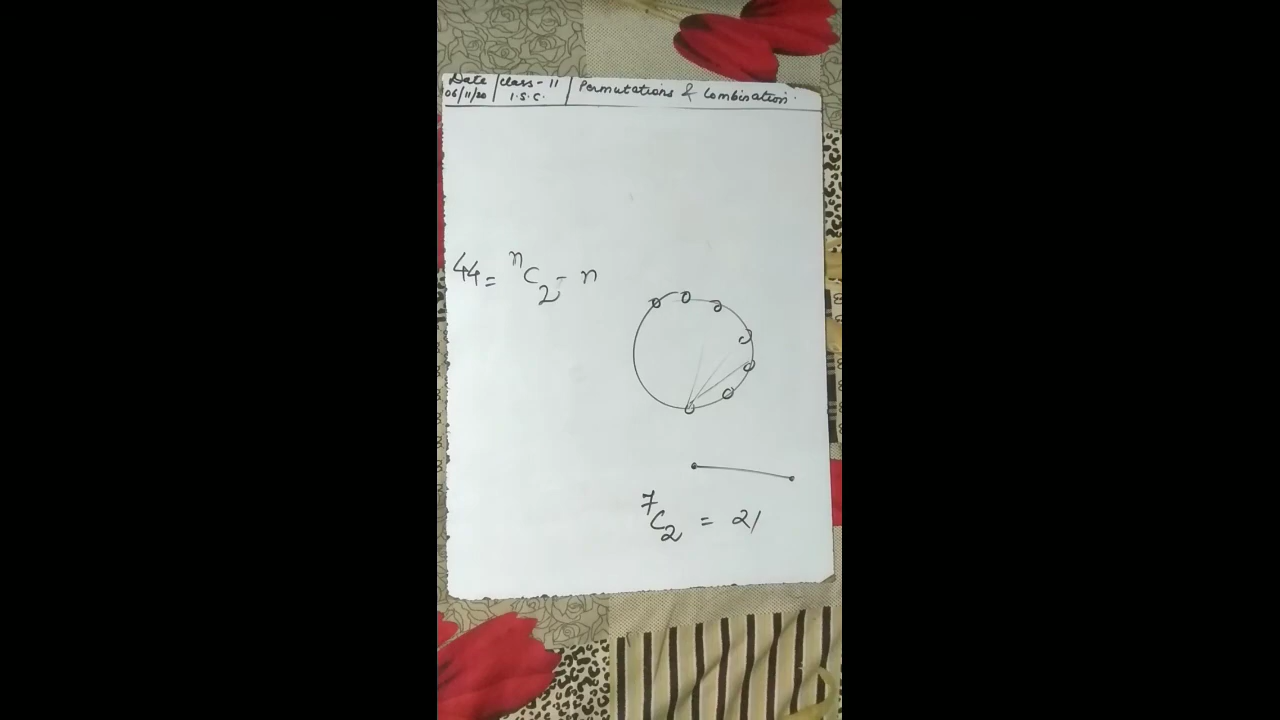 Date | class - 11 | Permutations & Combination.
06/11/20 | I.S.C.
44 = ⁿC₂ - n
⁷C₂ = 21